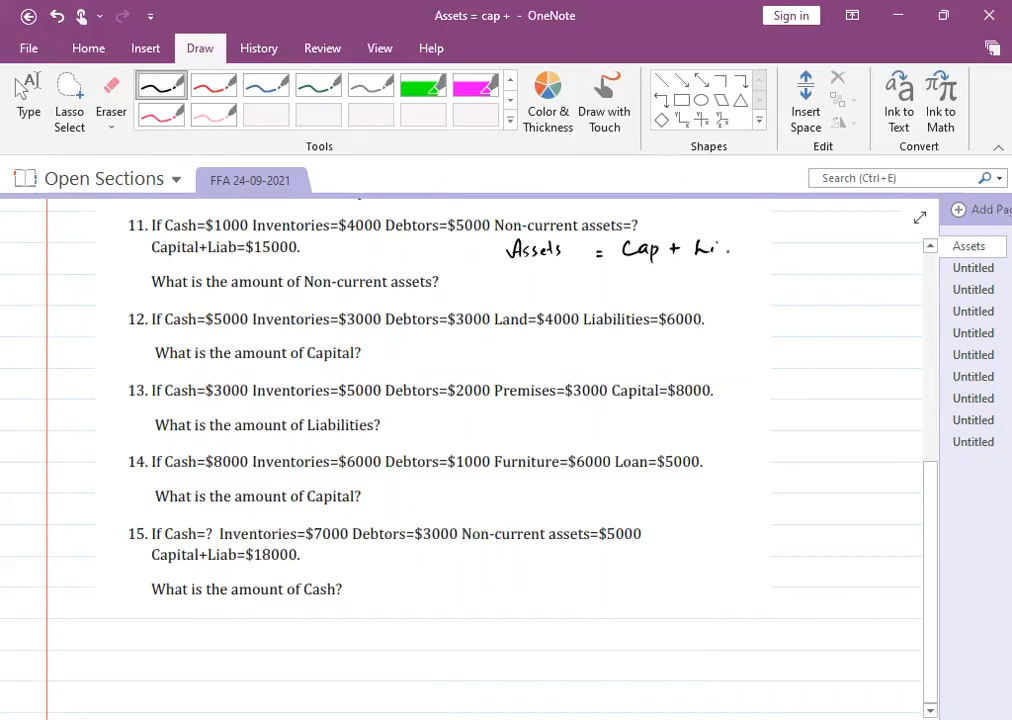 Assets = cap + - OneNote
Sign in
File Home Insert Draw History Review View Help
Type
Lasso Select
Eraser
Color & Thickness
Draw with Touch
Insert Space
Ink to Text
Ink to Math
Tools Shapes Edit Convert
Open Sections
FFA 24-09-2021
Search (Ctrl+E)
Add Pag
11. If Cash=$1000 Inventories=$4000 Debtors=$5000 Non-current assets=?
Capital+Liab=$15000.
Assets = Cap + Li
What is the amount of Non-current assets?
12. If Cash=$5000 Inventories=$3000 Debtors=$3000 Land=$4000 Liabilities=$6000.
What is the amount of Capital?
13. If Cash=$3000 Inventories=$5000 Debtors=$2000 Premises=$3000 Capital=$8000.
What is the amount of Liabilities?
14. If Cash=$8000 Inventories=$6000 Debtors=$1000 Furniture=$6000 Loan=$5000.
What is the amount of Capital?
15. If Cash=? Inventories=$7000 Debtors=$3000 Non-current assets=$5000
Capital+Liab=$18000.
What is the amount of Cash?
Assets
Untitled
Untitled
Untitled
Untitled
Untitled
Untitled
Untitled
Untitled
Untitled